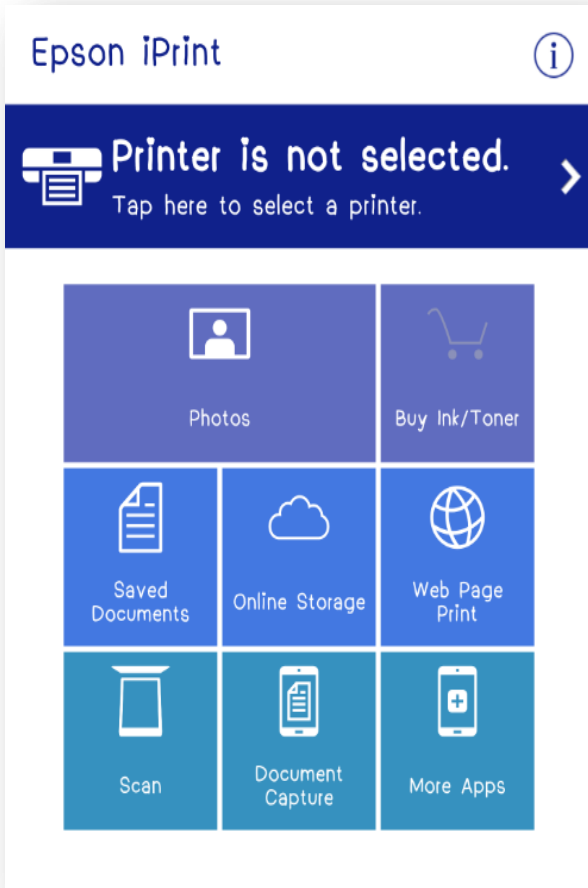 Epson iPrint
i
Printer is not selected.
Tap here to select a printer.
Photos
Buy Ink/Toner
Saved
Documents
Online Storage
Web Page
Print
Scan
Document
Capture
More Apps